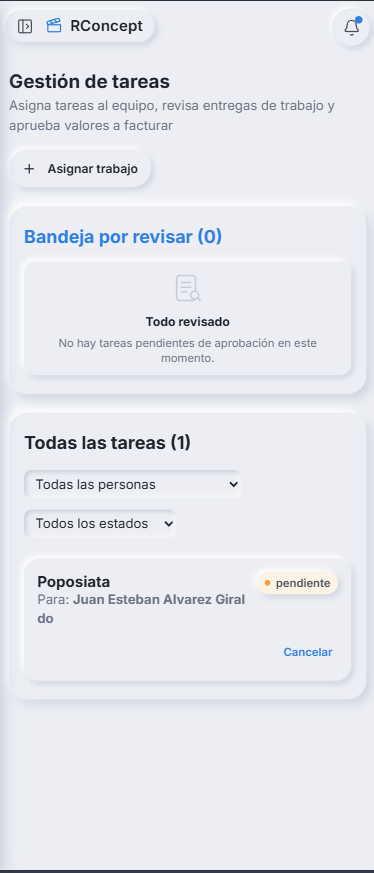 RConcept
Gestión de tareas
Asigna tareas al equipo, revisa entregas de trabajo y
aprueba valores a facturar
+ Asignar trabajo
Bandeja por revisar (0)
Todo revisado
No hay tareas pendientes de aprobación en este
momento.
Todas las tareas (1)
Todas las personas
Todos los estados
Poposiata
pendiente
Para: Juan Esteban Alvarez Giral
do
Cancelar